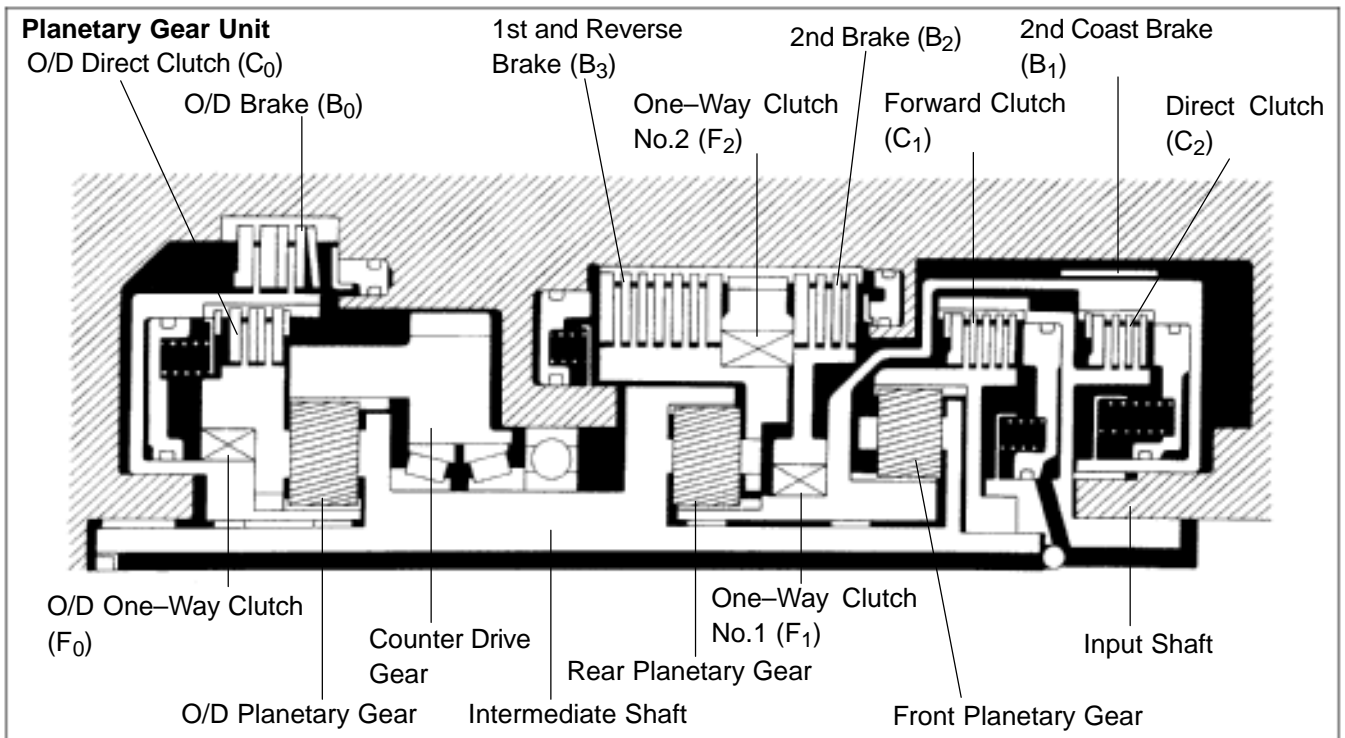 Planetary Gear Unit
O/D Direct Clutch (C0)
O/D Brake (B0)
1st and Reverse
Brake (B3)
One–Way Clutch
No.2 (F2)
2nd Brake (B2)
Forward Clutch
(C1)
2nd Coast Brake
(B1)
Direct Clutch
(C2)
O/D One–Way Clutch
(F0)
O/D Planetary Gear
Counter Drive
Gear
Intermediate Shaft
Rear Planetary Gear
One–Way Clutch
No.1 (F1)
Front Planetary Gear
Input Shaft